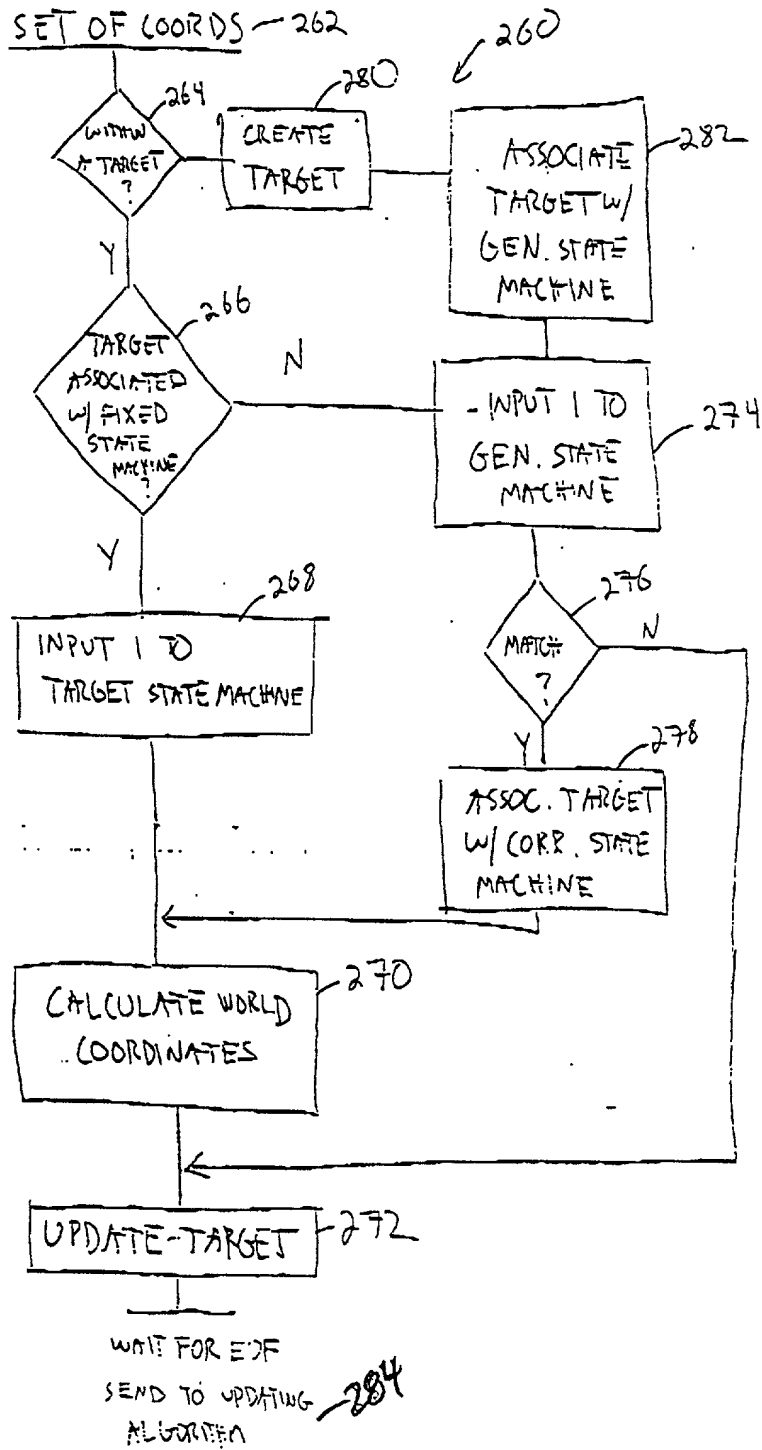 SET OF COORDS 262
260
264
WITHIN
A TARGET
?
280
CREATE
TARGET
282
ASSOCIATE
TARGET W/
GEN. STATE
MACHINE
Y
266
TARGET
ASSOCIATED
W/ FIXED
STATE
MACHINE
?
N
274
- INPUT 1 TO
GEN. STATE
MACHINE
Y
268
INPUT 1 TO
TARGET STATE MACHINE
276
MATCH
?
N
Y
278
ASSOC. TARGET
W/ CORR. STATE
MACHINE
270
CALCULATE WORLD
COORDINATES
UPDATE-TARGET 272
WAIT FOR EOF
SEND TO UPDATING 284
ALGORITHM